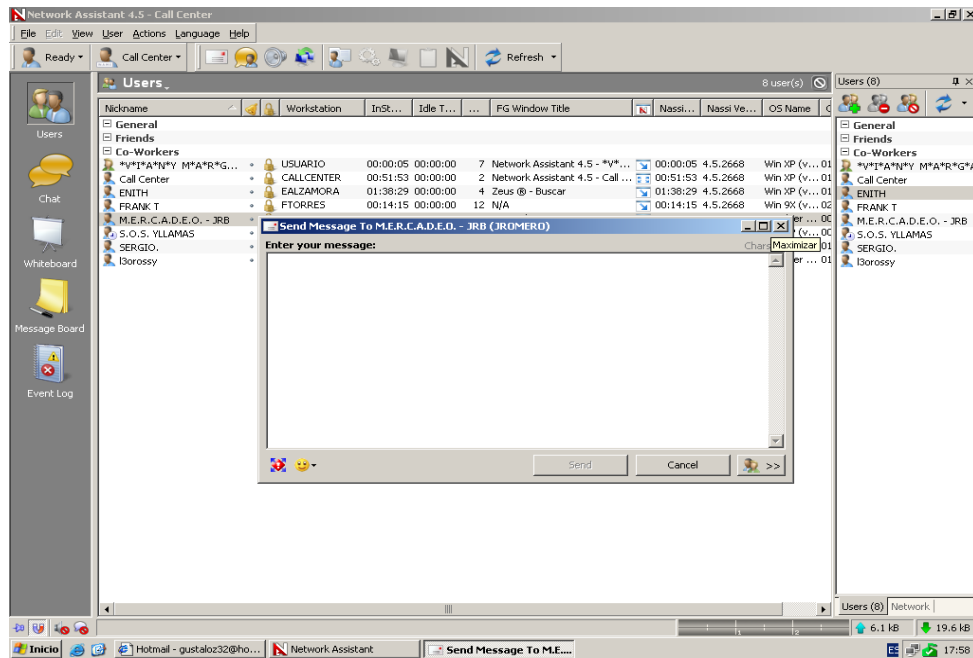 Network Assistant 4.5 - Call Center
File Edit View User Actions Language Help
Ready Call Center Refresh
Users 8 user(s) Users (8)
Nickname Workstation InSt... Idle T... ... FG Window Title Nassi... Nassi Ve... OS Name
General
Friends
Co-Workers
*V*I*A*N*Y M*A*R*G... USUARIO 00:00:05 00:00:00 7 Network Assistant 4.5 - *V*... 00:00:05 4.5.2668 Win XP (v... 01
Call Center CALLCENTER 00:51:53 00:00:00 2 Network Assistant 4.5 - Call ... 00:51:53 4.5.2668 Win XP (v... 01
ENITH EALZAMORA 01:38:29 00:00:00 4 Zeus ® - Buscar 01:38:29 4.5.2668 Win XP (v... 01
FRANK T FTORRES 00:14:15 00:00:00 12 N/A 00:14:15 4.5.2668 Win 9X (v... 02
M.E.R.C.A.D.E.O. - JRB
S.O.S. YLLAMAS
SERGIO.
l3orossy
Send Message To M.E.R.C.A.D.E.O. - JRB (JROMERO)
Enter your message: Chars
Maximizar
Send Cancel >>
General
Friends
Co-Workers
*V*I*A*N*Y M*A*R*G*A
Call Center
ENITH
FRANK T
M.E.R.C.A.D.E.O. - JRB
S.O.S. YLLAMAS
SERGIO.
l3orossy
Users
Chat
Whiteboard
Message Board
Event Log
Users (8) Network
6.1 kB 19.6 kB
Inicio Hotmail - gustaloz32@ho... Network Assistant Send Message To M.E.... ES 17:58